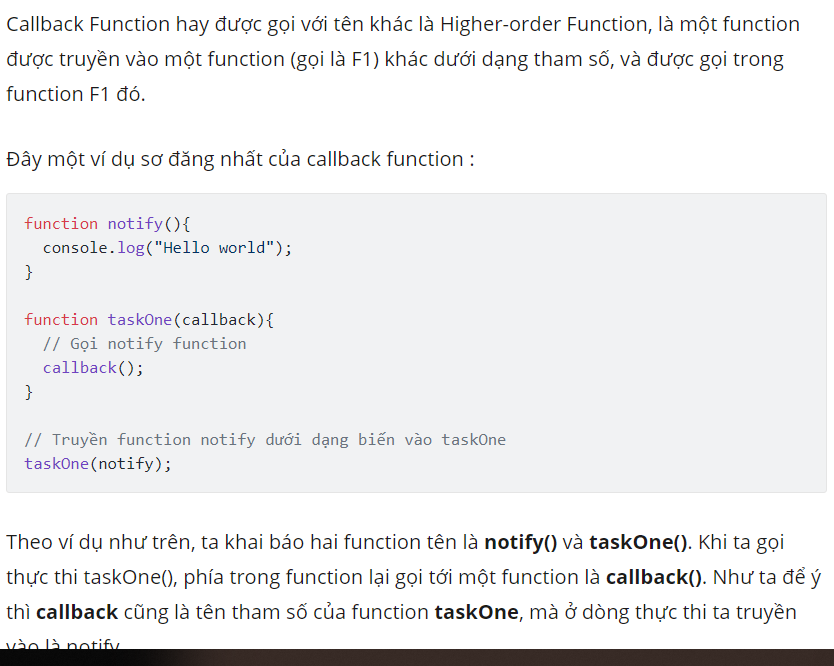 Callback Function hay được gọi với tên khác là Higher-order Function, là một function
được truyền vào một function (gọi là F1) khác dưới dạng tham số, và được gọi trong
function F1 đó.
Đây một ví dụ sơ đăng nhất của callback function :
function notify(){
  console.log("Hello world");
}
function taskOne(callback){
  // Gọi notify function
  callback();
}
// Truyền function notify dưới dạng biến vào taskOne
taskOne(notify);
Theo ví dụ như trên, ta khai báo hai function tên là notify() và taskOne(). Khi ta gọi
thực thi taskOne(), phía trong function lại gọi tới một function là callback(). Như ta để ý
thì callback cũng là tên tham số của function taskOne, mà ở dòng thực thi ta truyền
vào là notify